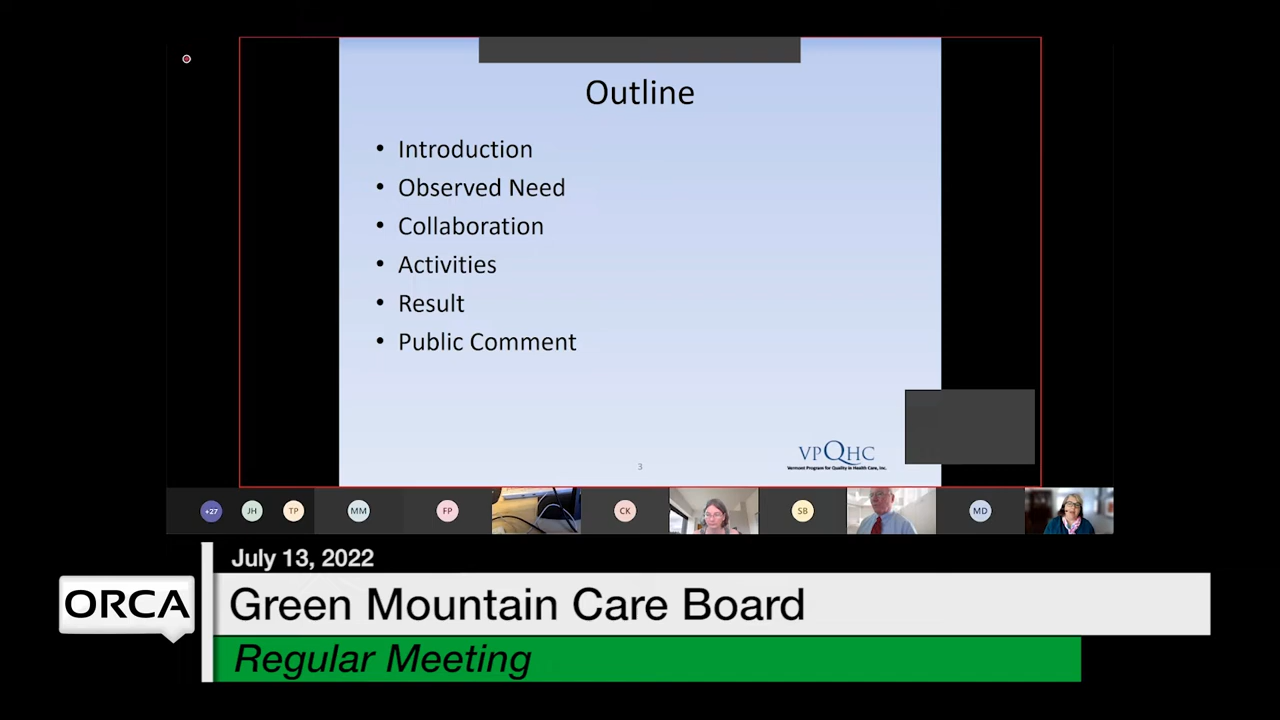 Outline
• Introduction
• Observed Need
• Collaboration
• Activities
• Result
• Public Comment
VPQHC
Vermont Program for Quality in Health Care, Inc.
3
+27 JH TP MM FP CK SB MD
July 13, 2022
ORCA
Green Mountain Care Board
Regular Meeting